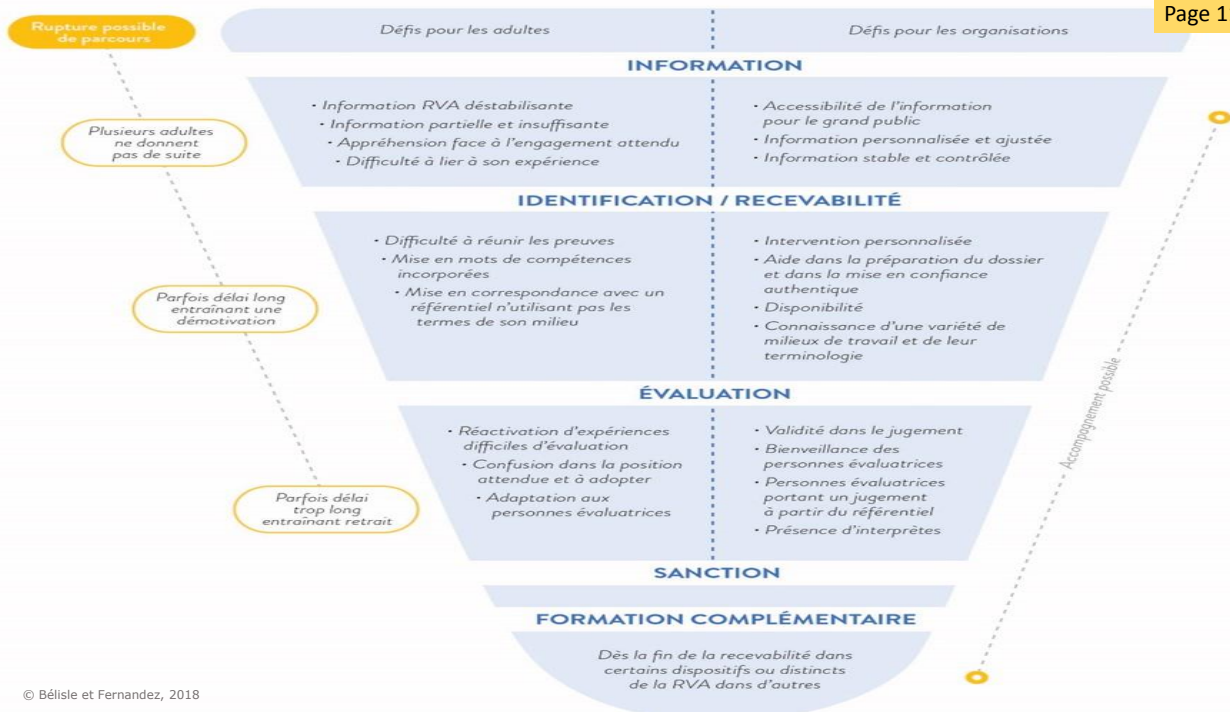 Page 1
Rupture possible
de parcours
Défis pour les adultes
Défis pour les organisations
INFORMATION
Plusieurs adultes
ne donnent
pas de suite
· Information RVA déstabilisante
· Information partielle et insuffisante
· Appréhension face à l'engagement attendu
· Difficulté à lier à son expérience
· Accessibilité de l'information
pour le grand public
· Information personnalisée et ajustée
· Information stable et contrôlée
IDENTIFICATION / RECEVABILITÉ
Parfois délai long
entraînant une
démotivation
· Difficulté à réunir les preuves
· Mise en mots de compétences
incorporées
· Mise en correspondance avec un
référentiel n'utilisant pas les
termes de son milieu
· Intervention personnalisée
· Aide dans la préparation du dossier
et dans la mise en confiance
authentique
· Disponibilité
· Connaissance d'une variété de
milieux de travail et de leur
terminologie
Accompagnement possible
ÉVALUATION
Parfois délai
trop long
entraînant retrait
· Réactivation d'expériences
difficiles d'évaluation
· Confusion dans la position
attendue et à adopter
· Adaptation aux
personnes évaluatrices
· Validité dans le jugement
· Bienveillance des
personnes évaluatrices
· Personnes évaluatrices
portant un jugement
à partir du référentiel
· Présence d'interprètes
SANCTION
FORMATION COMPLÉMENTAIRE
Dès la fin de la recevabilité dans
certains dispositifs ou distincts
de la RVA dans d'autres
© Bélisle et Fernandez, 2018